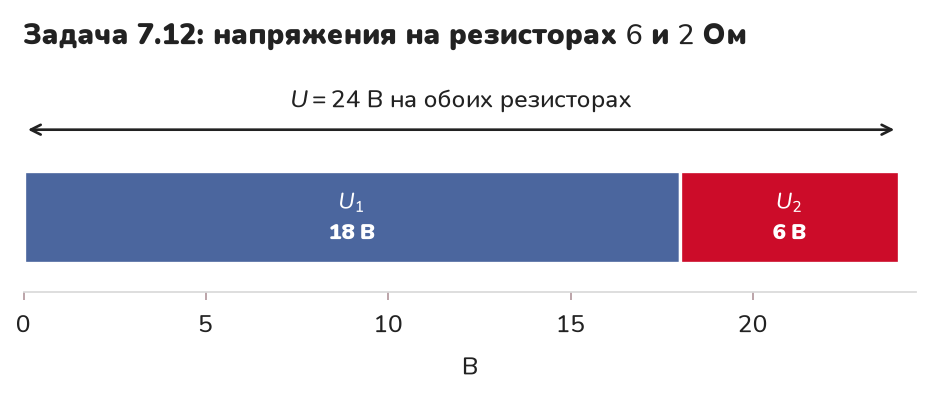 Задача 7.12: напряжения на резисторах 6 и 2 Ом
U = 24 В на обоих резисторах
U₁ U₂
18 В 6 В
0 5 10 15 20
В